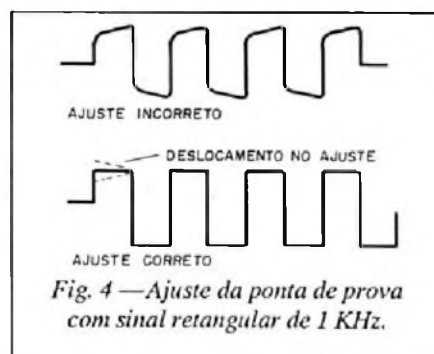 AJUSTE INCORRETO
DESLOCAMENTO NO AJUSTE
AJUSTE CORRETO
Fig. 4 — Ajuste da ponta de prova
com sinal retangular de 1 KHz.